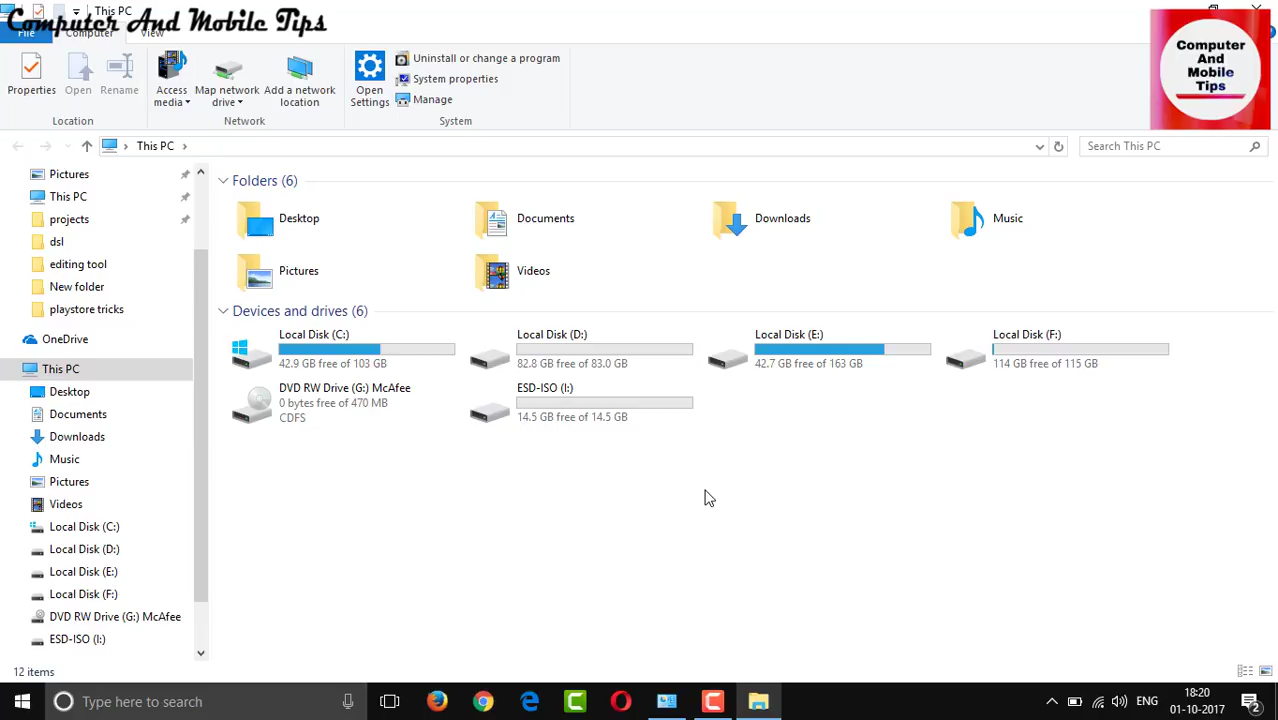 This PC
Computer And Mobile Tips
File
Computer
View
Properties
Open
Rename
Access media
Map network drive
Add a network location
Open Settings
Uninstall or change a program
System properties
Manage
Location
Network
System
Computer
And
Mobile
Tips
This PC
Search This PC
Pictures
This PC
projects
dsl
editing tool
New folder
playstore tricks
OneDrive
This PC
Desktop
Documents
Downloads
Music
Pictures
Videos
Local Disk (C:)
Local Disk (D:)
Local Disk (E:)
Local Disk (F:)
DVD RW Drive (G:) McAfee
ESD-ISO (I:)
Folders (6)
Desktop
Documents
Downloads
Music
Pictures
Videos
Devices and drives (6)
Local Disk (C:)
42.9 GB free of 103 GB
Local Disk (D:)
82.8 GB free of 83.0 GB
Local Disk (E:)
42.7 GB free of 163 GB
Local Disk (F:)
114 GB free of 115 GB
DVD RW Drive (G:) McAfee
0 bytes free of 470 MB
CDFS
ESD-ISO (I:)
14.5 GB free of 14.5 GB
12 items
Type here to search
ENG
18:20
01-10-2017
2